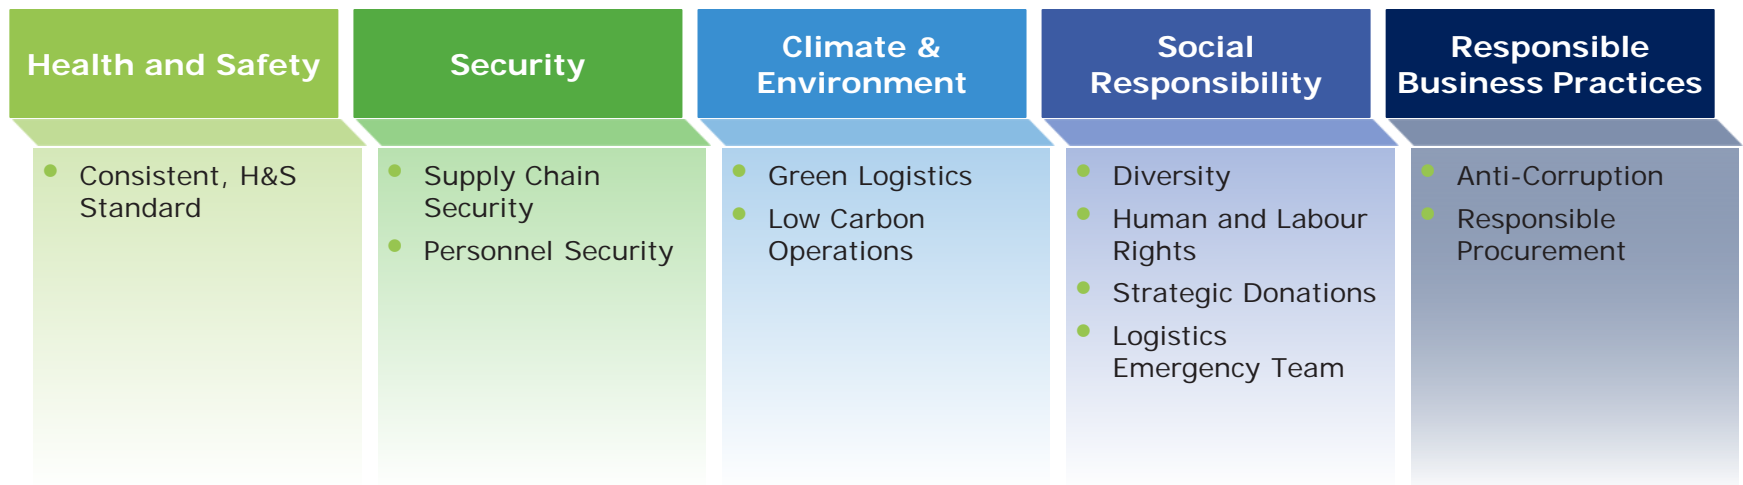 Health and Safety
Consistent, H&S
Standard
Security
Supply Chain
Security
Personnel Security
Climate &
Environment
Green Logistics
Low Carbon
Operations
Social
Responsibility
Diversity
Human and Labour
Rights
Strategic Donations
Logistics
Emergency Team
Responsible
Business Practices
Anti-Corruption
Responsible
Procurement